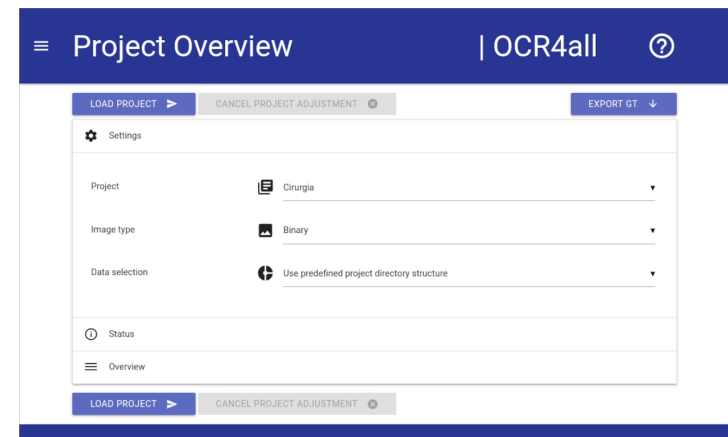 Project Overview | OCR4all
LOAD PROJECT CANCEL PROJECT ADJUSTMENT EXPORT GT
Settings
Project Cirurgia
Image type Binary
Data selection Use predefined project directory structure
Status
Overview
LOAD PROJECT CANCEL PROJECT ADJUSTMENT